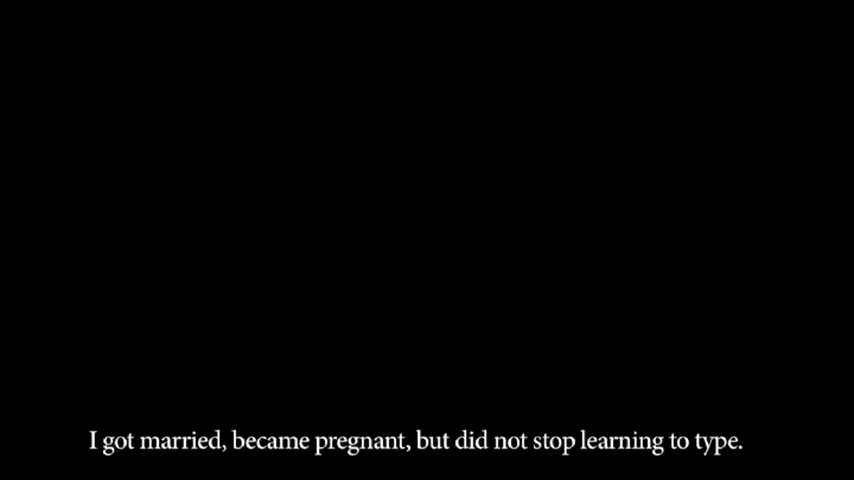 I got married, became pregnant, but did not stop learning to type.